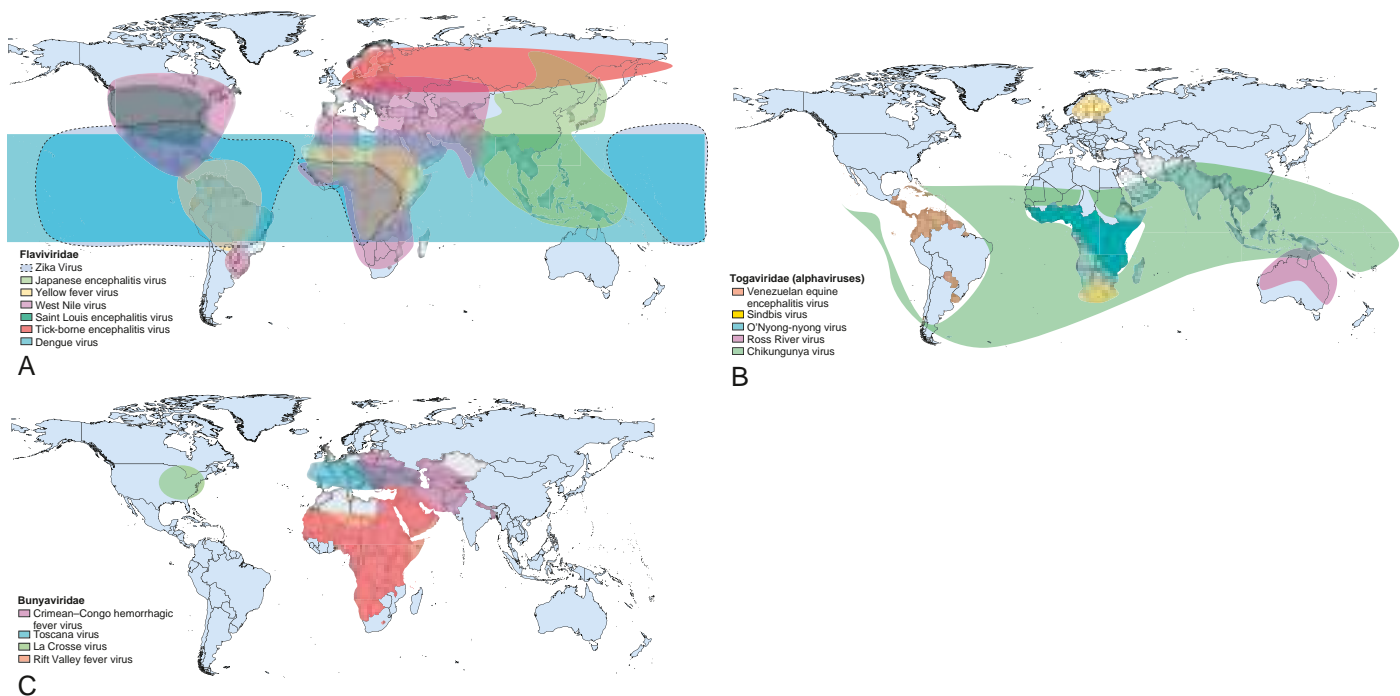 Flaviviridae
Zika Virus
Japanese encephalitis virus
Yellow fever virus
West Nile virus
Saint Louis encephalitis virus
Tick-borne encephalitis virus
Dengue virus
A
Togaviridae (alphaviruses)
Venezuelan equine
encephalitis virus
Sindbis
O'Nyong-nyong virus
Ross River virus
Chikungunya virus
B
Bunyaviridae
Crimean–Congo hemorrhagic
fever virus
Toscana virus
La Crosse virus
Rift Valley fever virus
C